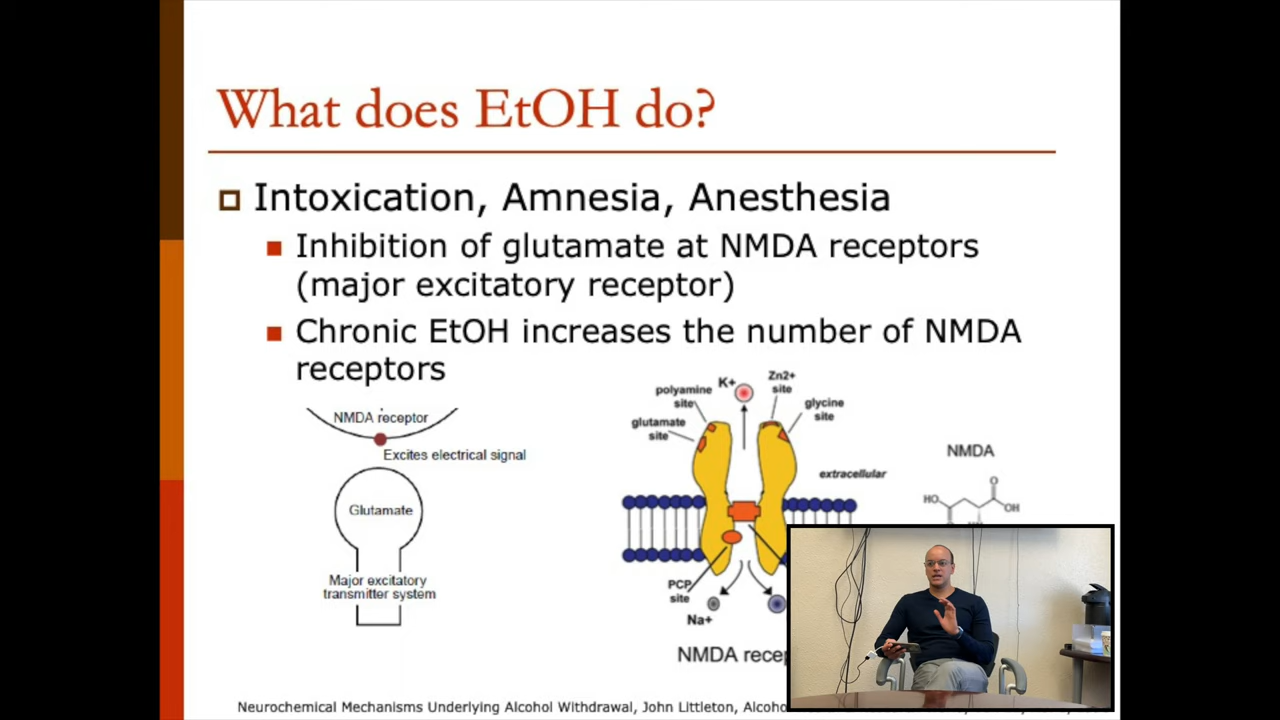 What does EtOH do?
Intoxication, Amnesia, Anesthesia
Inhibition of glutamate at NMDA receptors
(major excitatory receptor)
Chronic EtOH increases the number of NMDA
receptors
NMDA receptor
Excites electrical signal
Glutamate
Major excitatory
transmitter system
polyamine
site
K+
Zn2+
site
glycine
site
glutamate
site
extracellular
PCP
site
Na+
NMDA
HO
O
OH
Neurochemical Mechanisms Underlying Alcohol Withdrawal, John Littleton,